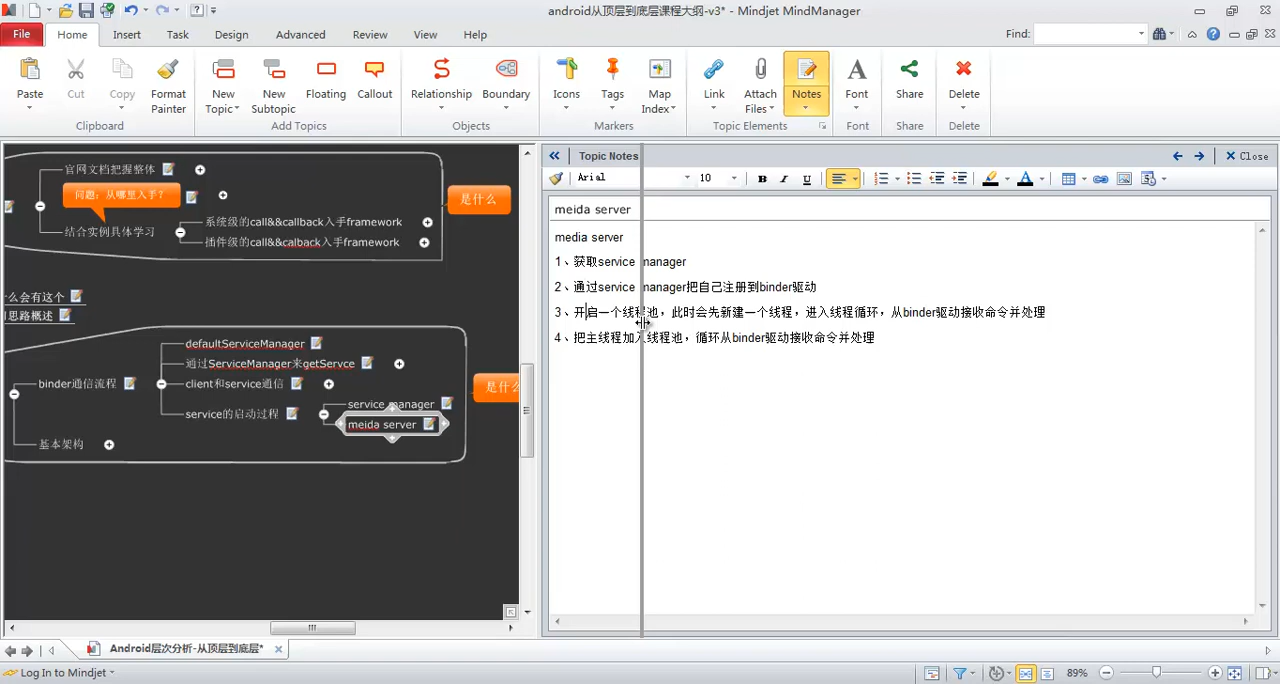 android从顶层到底层课程大纲-v3* - Mindjet MindManager
File Home Insert Task Design Advanced Review View Help Find:
Paste Cut Copy Format Painter New Topic New Subtopic Floating Callout Relationship Boundary Icons Tags Map Index Link Attach Files Notes Font Share Delete
Clipboard Add Topics Objects Markers Topic Elements Font Share Delete
官网文档把握整体
问题：从哪里入手？
结合实例具体学习
系统级的call&&callback入手framework
插件级的call&&calback入手framework
是什么
么会有这个
思路概述
defaultServiceManager
通过ServiceManager来getServce
binder通信流程
client和service通信
是什么
service的启动过程
service manager
meida server
基本架构
Topic Notes Close
Arial 10 B I U
meida server
media server
1、获取service manager
2、通过service manager把自己注册到binder驱动
3、开启一个线程池，此时会先新建一个线程，进入线程循环，从binder驱动接收命令并处理
4、把主线程加入线程池，循环从binder驱动接收命令并处理
Android层次分析-从顶层到底层*
Log In to Mindjet 89%